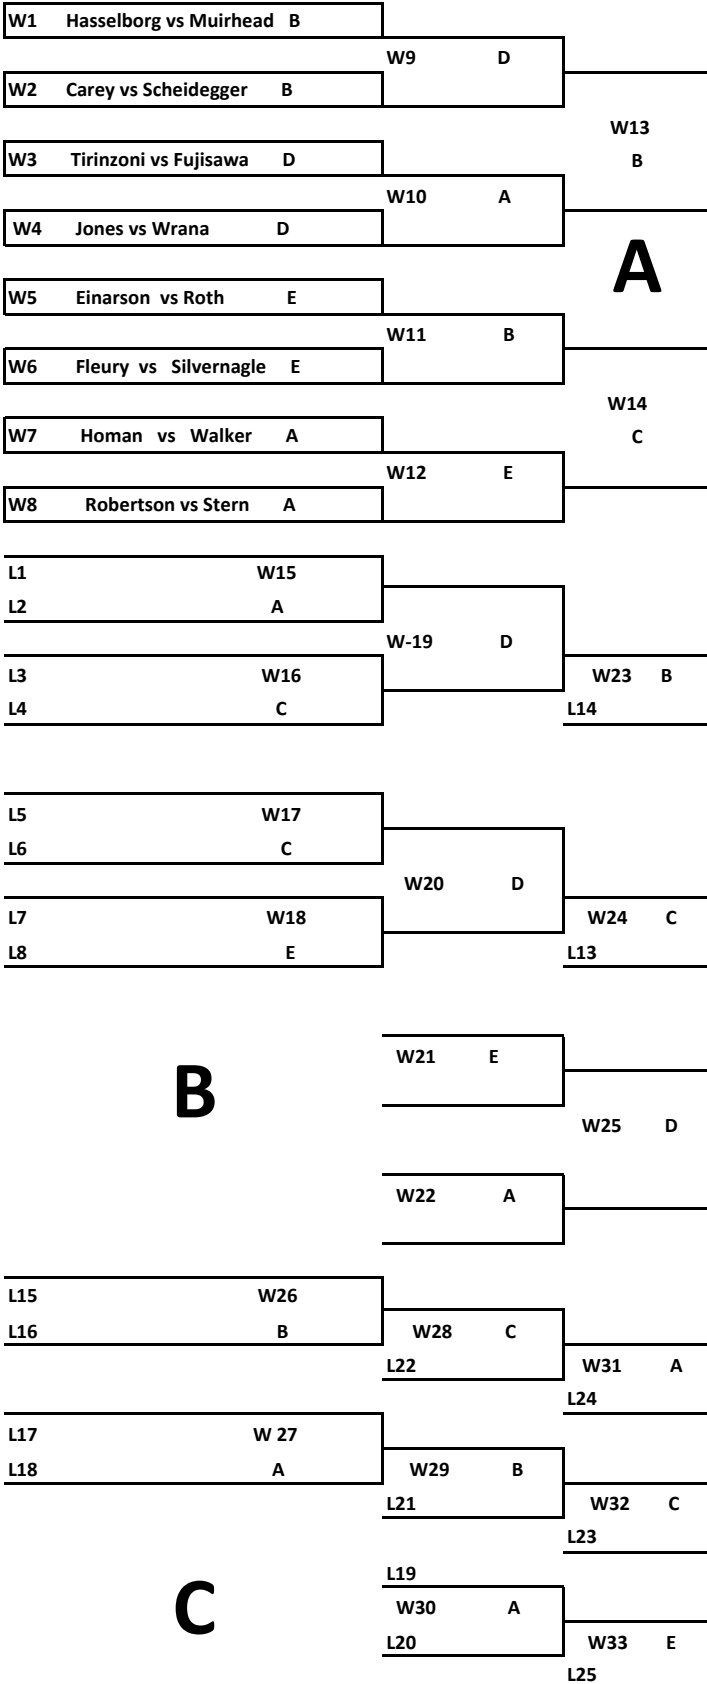 W1 Hasselborg vs Muirhead B
W9 D
W2 Carey vs Scheidegger B
W13
B
W3 Tirinzoni vs Fujisawa D
W10 A
W4 Jones vs Wrana D
A
W5 Einarson vs Roth E
W11 B
W6 Fleury vs Silvernagle E
W14
C
W7 Homan vs Walker A
W12 E
W8 Robertson vs Stern A
L1 W15
L2 A
W-19 D
L3 W16 W23 B
L4 C L14
L5 W17
L6 C
W20 D
L7 W18 W24 C
L8 E L13
W21 E
B
W25 D
W22 A
L15 W26
L16 B W28 C
L22 W31 A
L24
L17 W 27
L18 A W29 B
L21 W32 C
L23
L19
C
W30 A
L20 W33 E
L25